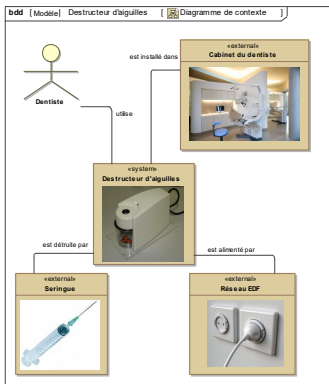 bdd [Modèle] Destructeur d'aiguilles [ Diagramme de contexte ]
«external»
Cabinet du dentiste
est installé dans
Dentiste
utilise
«system»
Destructeur d'aiguilles
est détruite par
est alimenté par
«external»
Seringue
«external»
Réseau EDF